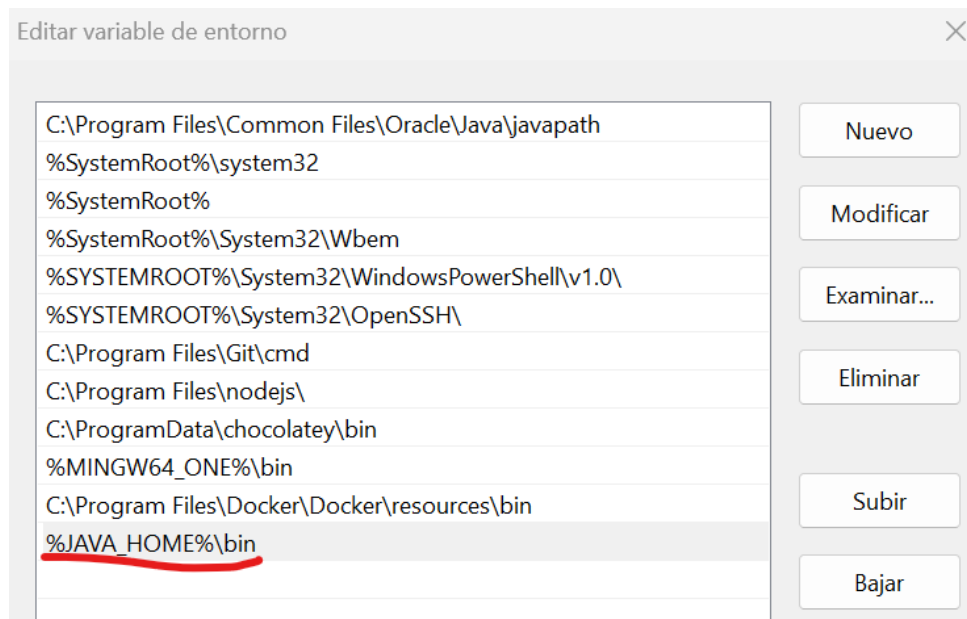 Editar variable de entorno
C:\Program Files\Common Files\Oracle\Java\javapath
%SystemRoot%\system32
%SystemRoot%
%SystemRoot%\System32\Wbem
%SYSTEMROOT%\System32\WindowsPowerShell\v1.0\
%SYSTEMROOT%\System32\OpenSSH\
C:\Program Files\Git\cmd
C:\Program Files\nodejs\
C:\ProgramData\chocolatey\bin
%MINGW64_ONE%\bin
C:\Program Files\Docker\Docker\resources\bin
%JAVA_HOME%\bin
Nuevo
Modificar
Examinar...
Eliminar
Subir
Bajar